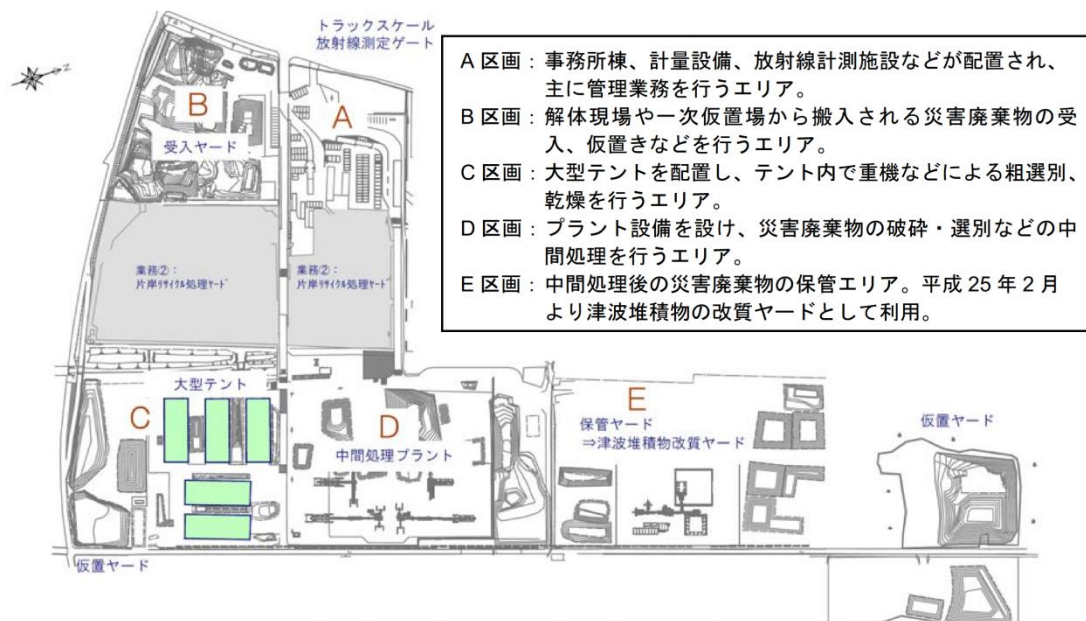 トラックスケール
放射線測定ゲート
A 区画：事務所棟、計量設備、放射線計測施設などが配置され、
主に管理業務を行うエリア。
B 区画：解体現場や一次仮置場から搬入される災害廃棄物の受
入、仮置きなどを行うエリア。
C 区画：大型テントを配置し、テント内で重機などによる粗選別、
乾燥を行うエリア。
D 区画：プラント設備を設け、災害廃棄物の破砕・選別などの中
間処理を行うエリア。
E 区画：中間処理後の災害廃棄物の保管エリア。平成 25 年 2 月
より津波堆積物の改質ヤードとして利用。
Z
B
受入ヤード
A
業務②：
片岸ﾘｻｲｸﾙ処理ﾔｰﾄﾞ
業務②：
片岸ﾘｻｲｸﾙ処理ﾔｰﾄﾞ
大型テント
C
D
中間処理プラント
E
保管ヤード
⇒津波堆積物改質ヤード
仮置ヤード
仮置ヤード